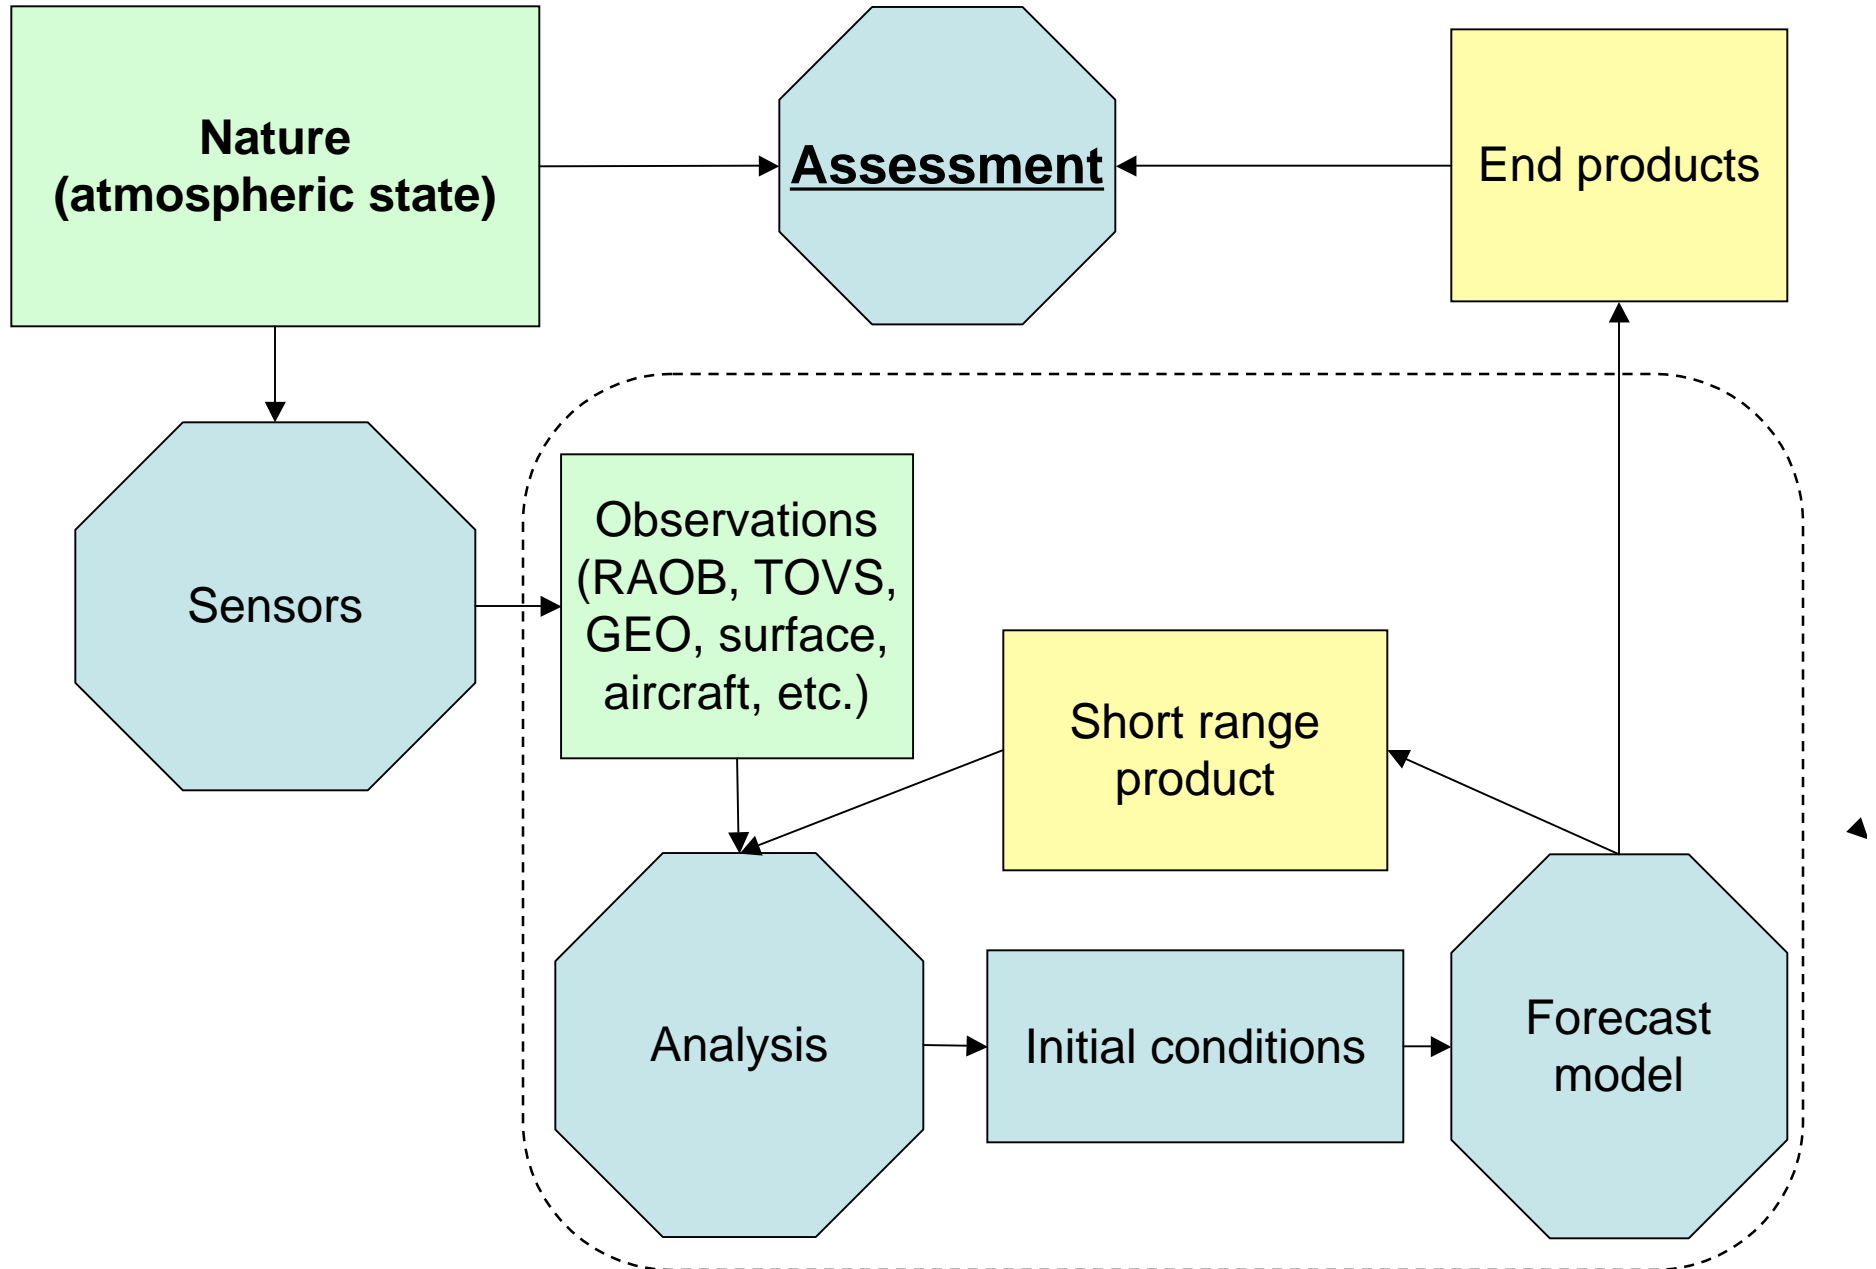 Nature
(atmospheric state)
Assessment
End products
Sensors
Observations
(RAOB, TOVS,
GEO, surface,
aircraft, etc.)
Short range
product
Analysis
Initial conditions
Forecast
model